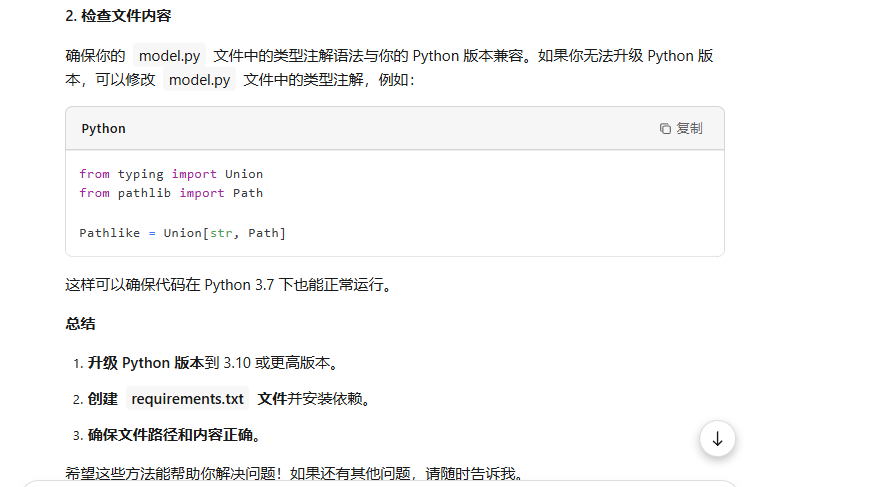 2. 检查文件内容
确保你的 model.py 文件中的类型注解语法与你的 Python 版本兼容。如果你无法升级 Python 版
本，可以修改 model.py 文件中的类型注解，例如：
Python 复制
from typing import Union
from pathlib import Path
Pathlike = Union[str, Path]
这样可以确保代码在 Python 3.7 下也能正常运行。
总结
1. 升级 Python 版本到 3.10 或更高版本。
2. 创建 requirements.txt 文件并安装依赖。
3. 确保文件路径和内容正确。
希望这些方法能帮助你解决问题！如果还有其他问题，请随时告诉我。